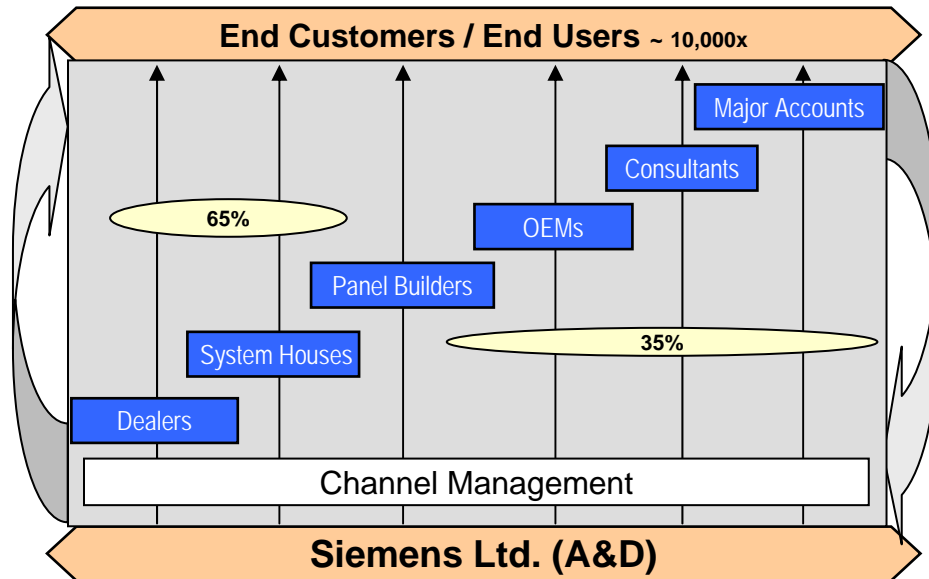 End Customers / End Users ~ 10,000x
Major Accounts
Consultants
65%
OEMs
Panel Builders
System Houses
35%
Dealers
Channel Management
Siemens Ltd. (A&D)